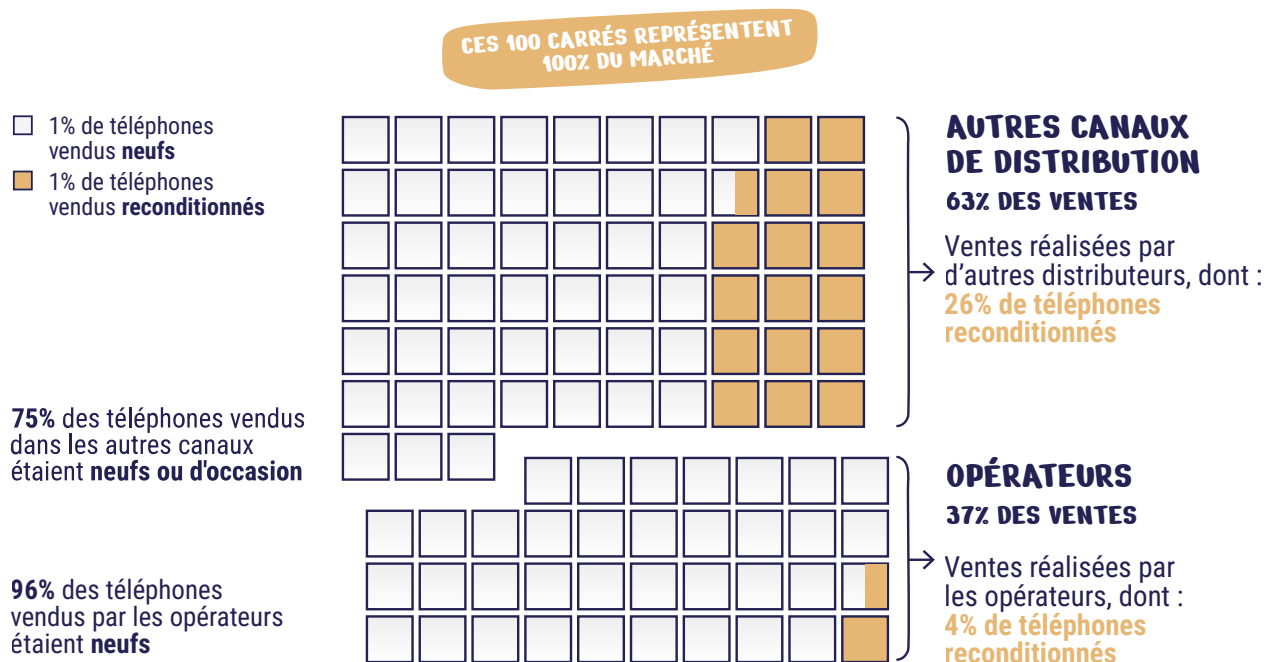 CES 100 CARRÉS REPRÉSENTENT
100% DU MARCHÉ
1% de téléphones
vendus neufs
1% de téléphones
vendus reconditionnés
AUTRES CANAUX
DE DISTRIBUTION
63% DES VENTES
Ventes réalisées par
d'autres distributeurs, dont :
26% de téléphones
reconditionnés
75% des téléphones vendus
dans les autres canaux
étaient neufs ou d'occasion
OPÉRATEURS
37% DES VENTES
Ventes réalisées par
les opérateurs, dont :
4% de téléphones
reconditionnés
96% des téléphones
vendus par les opérateurs
étaient neufs